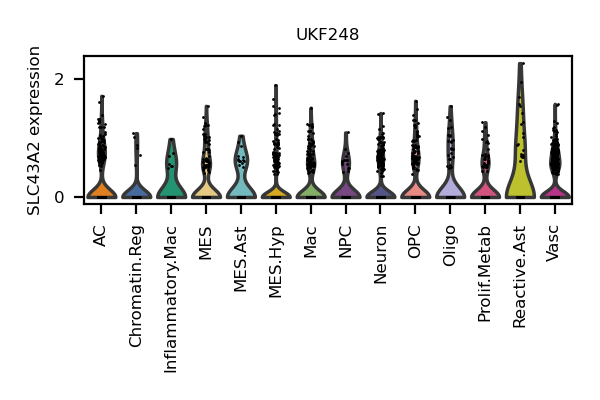 UKF248
SLC43A2 expression
2
0
AC
Chromatin.Reg
Inflammatory.Mac
MES
MES.Ast
MES.Hyp
Mac
NPC
Neuron
OPC
Oligo
Prolif.Metab
Reactive.Ast
Vasc